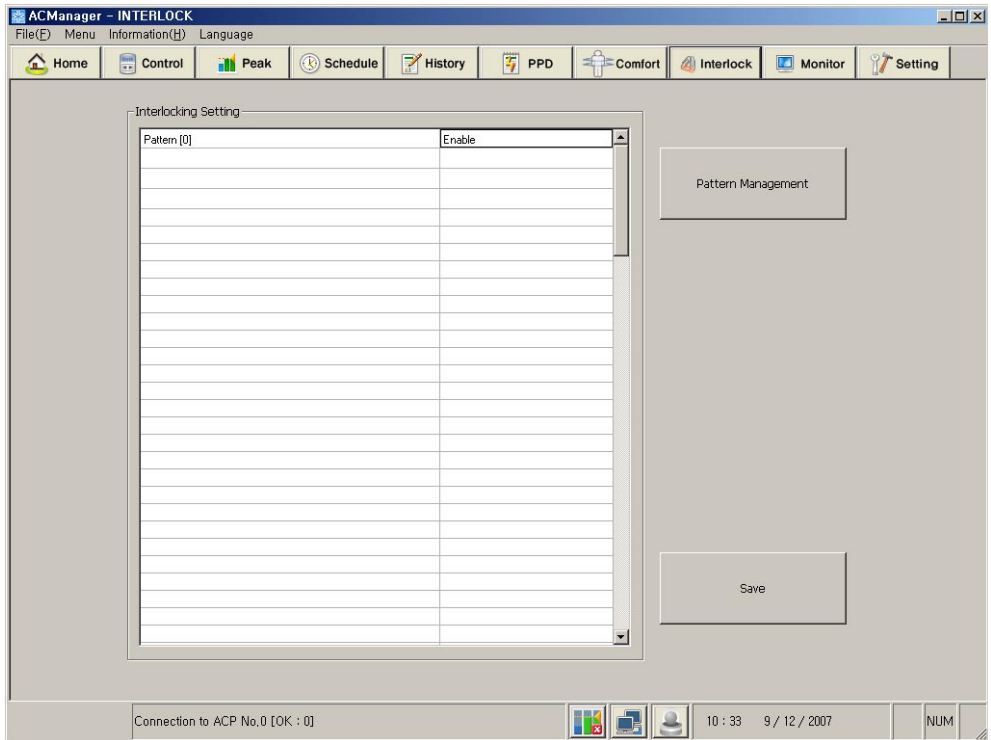 ACManager - INTERLOCK
File(F) Menu Information(H) Language
Home Control Peak Schedule History PPD Comfort Interlock Monitor Setting
Interlocking Setting
Pattern [0] Enable
Pattern Management
Save
Connection to ACP No,0 [OK : 0] 10 : 33 9 / 12 / 2007 NUM